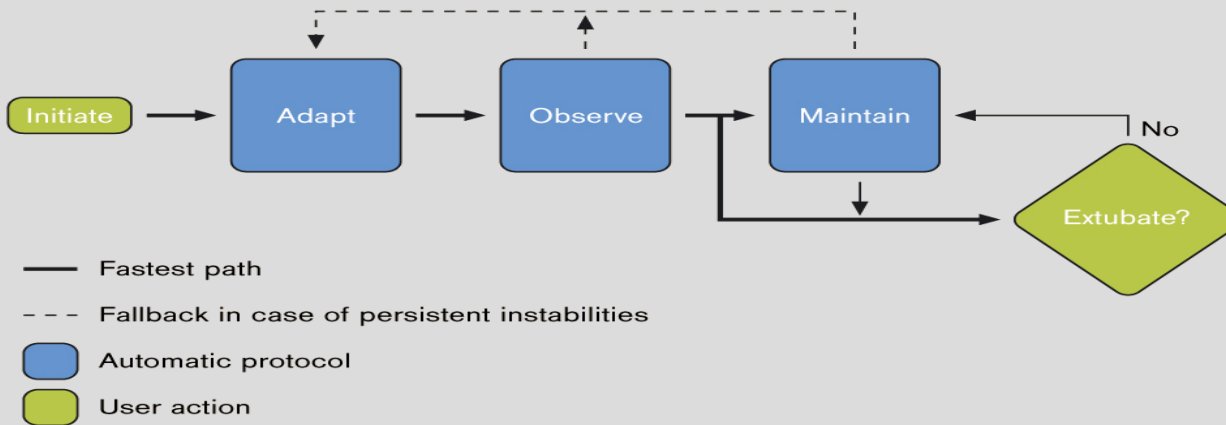 Initiate
Adapt
Observe
Maintain
No
Extubate?
Fastest path
Fallback in case of persistent instabilities
Automatic protocol
User action